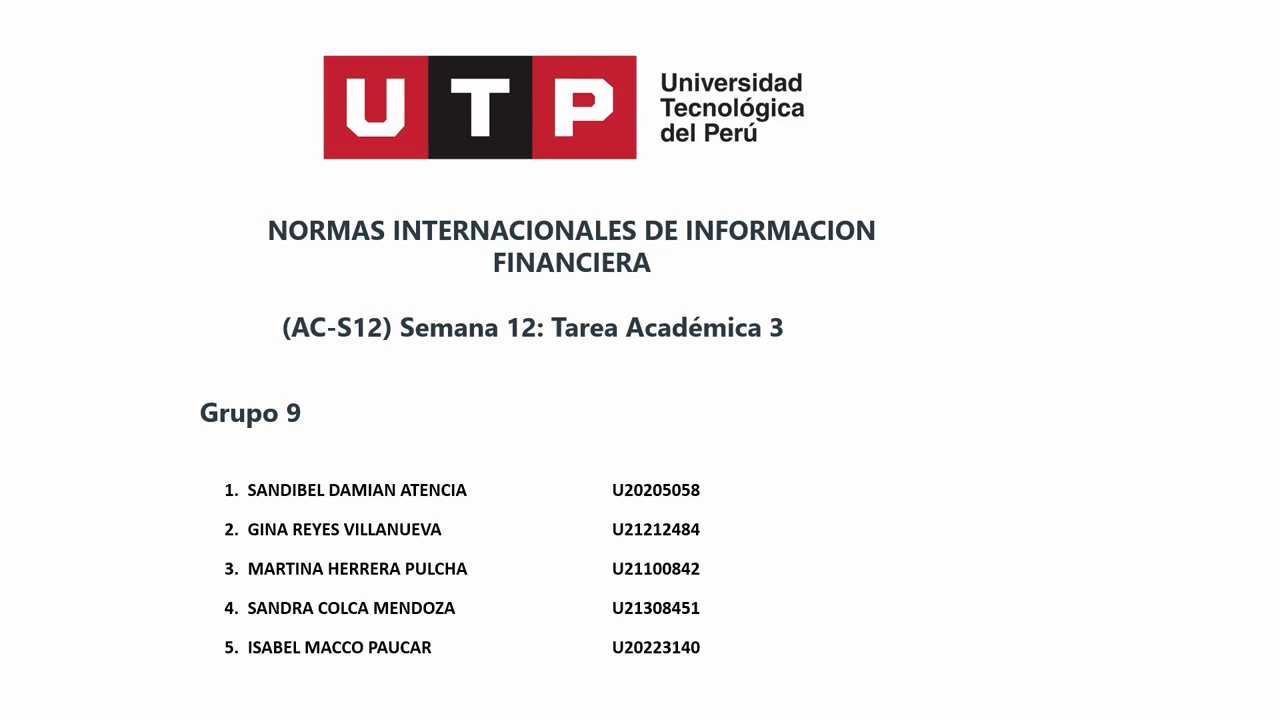 UTP
Universidad
Tecnológica
del Perú
NORMAS INTERNACIONALES DE INFORMACION
FINANCIERA
(AC-S12) Semana 12: Tarea Académica 3
Grupo 9
1. SANDIBEL DAMIAN ATENCIA U20205058
2. GINA REYES VILLANUEVA U21212484
3. MARTINA HERRERA PULCHA U21100842
4. SANDRA COLCA MENDOZA U21308451
5. ISABEL MACCO PAUCAR U20223140